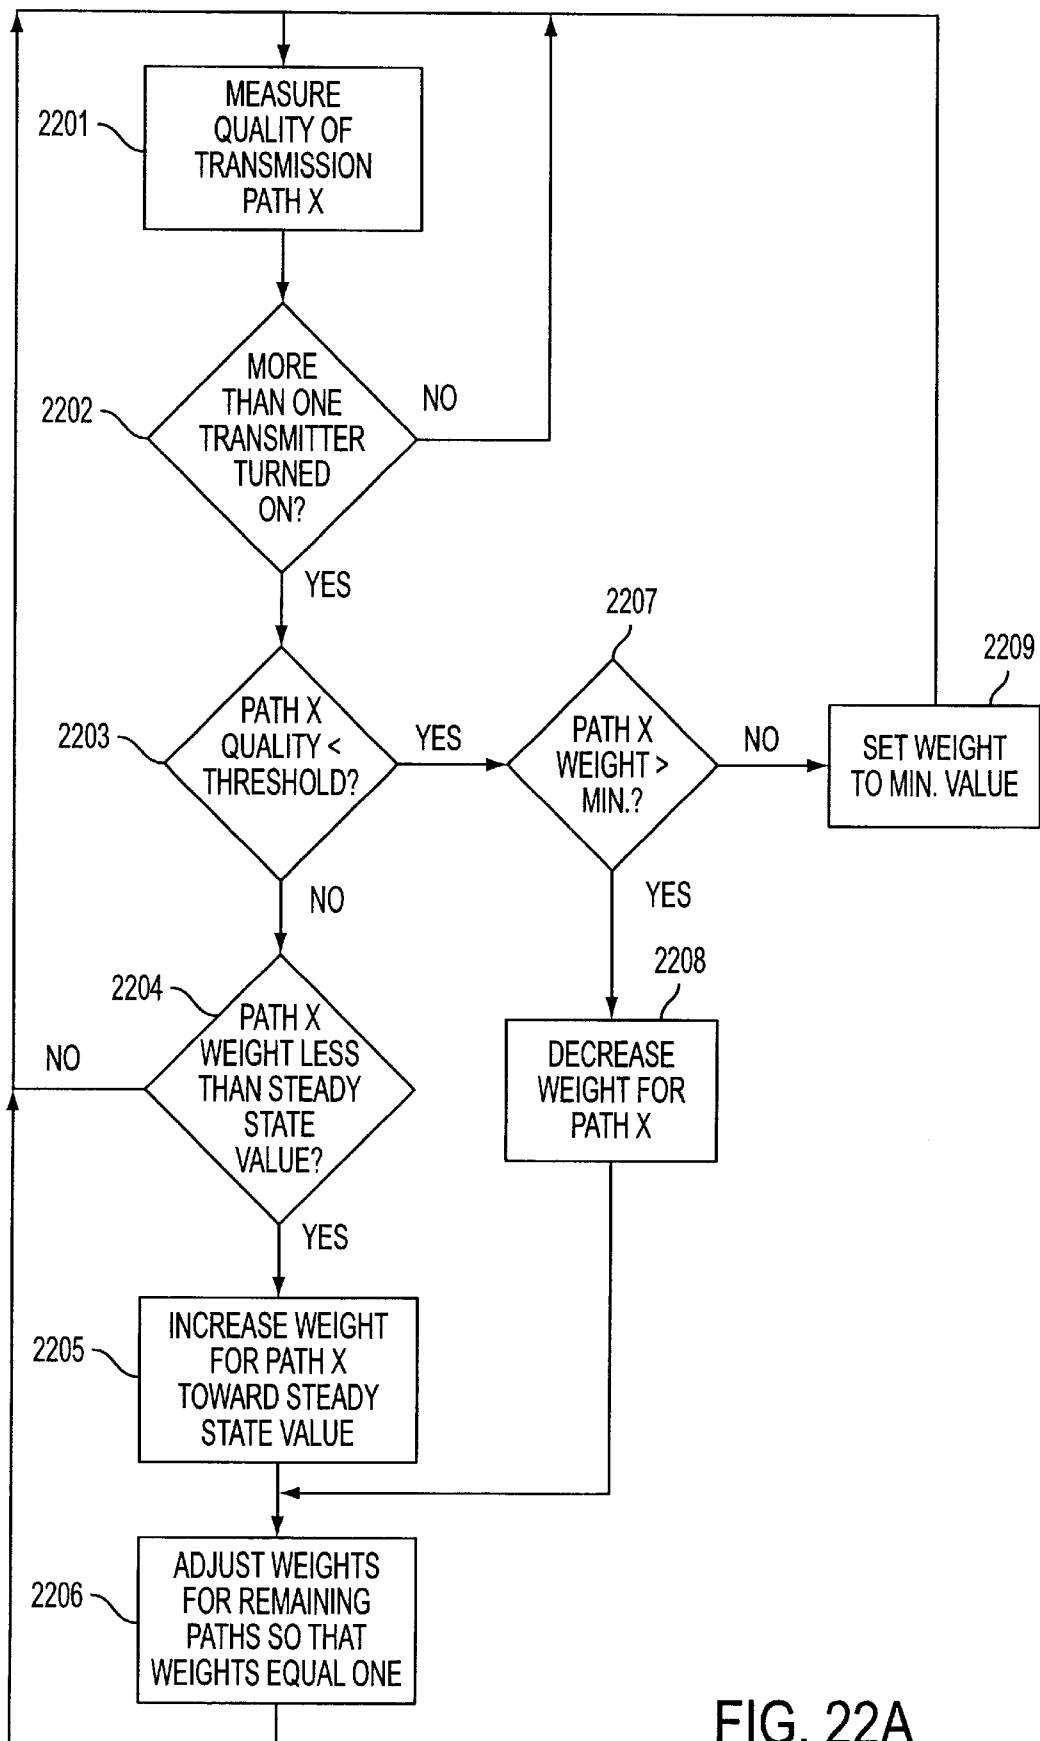 2201
MEASURE
QUALITY OF
TRANSMISSION
PATH X
2202
MORE
THAN ONE
TRANSMITTER
TURNED
ON?
NO
YES
2203
PATH X
QUALITY <
THRESHOLD?
YES
NO
2207
PATH X
WEIGHT >
MIN.?
NO
YES
2209
SET WEIGHT
TO MIN. VALUE
2204
PATH X
WEIGHT LESS
THAN STEADY
STATE
VALUE?
NO
YES
2208
DECREASE
WEIGHT FOR
PATH X
2205
INCREASE WEIGHT
FOR PATH X
TOWARD STEADY
STATE VALUE
2206
ADJUST WEIGHTS
FOR REMAINING
PATHS SO THAT
WEIGHTS EQUAL ONE
FIG. 22A